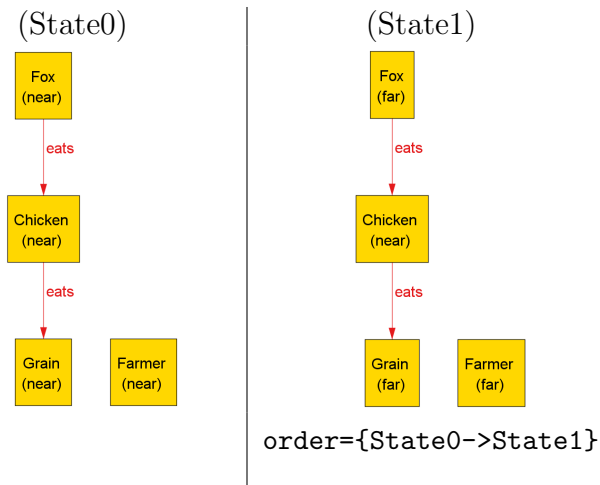 (State0)
Fox
(near)
eats
Chicken
(near)
eats
Grain
(near)
Farmer
(near)
(State1)
Fox
(far)
eats
Chicken
(near)
eats
Grain
(far)
Farmer
(far)
order={State0->State1}